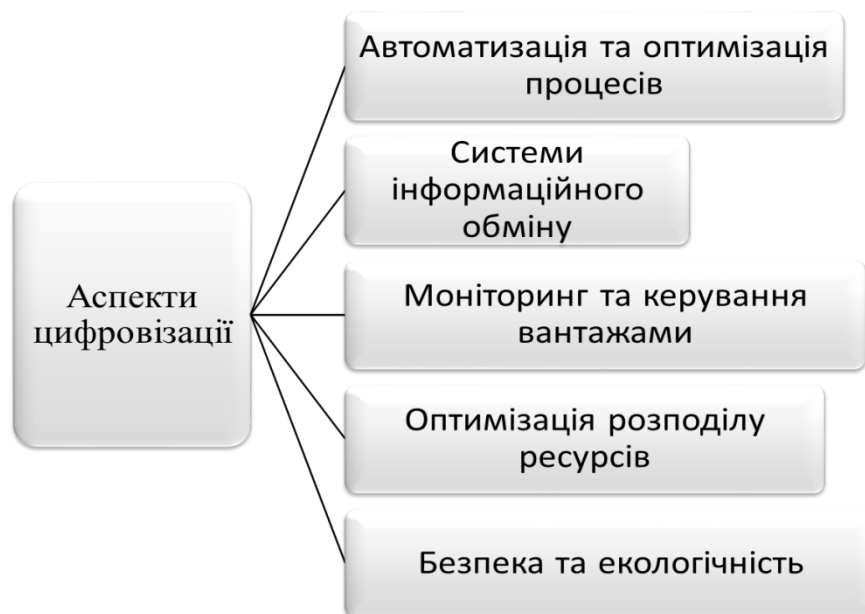 Аспекти
цифровізації
Автоматизація та оптимізація
процесів
Системи
інформаційного
обміну
Моніторинг та керування
вантажами
Оптимізація розподілу
ресурсів
Безпека та екологічність